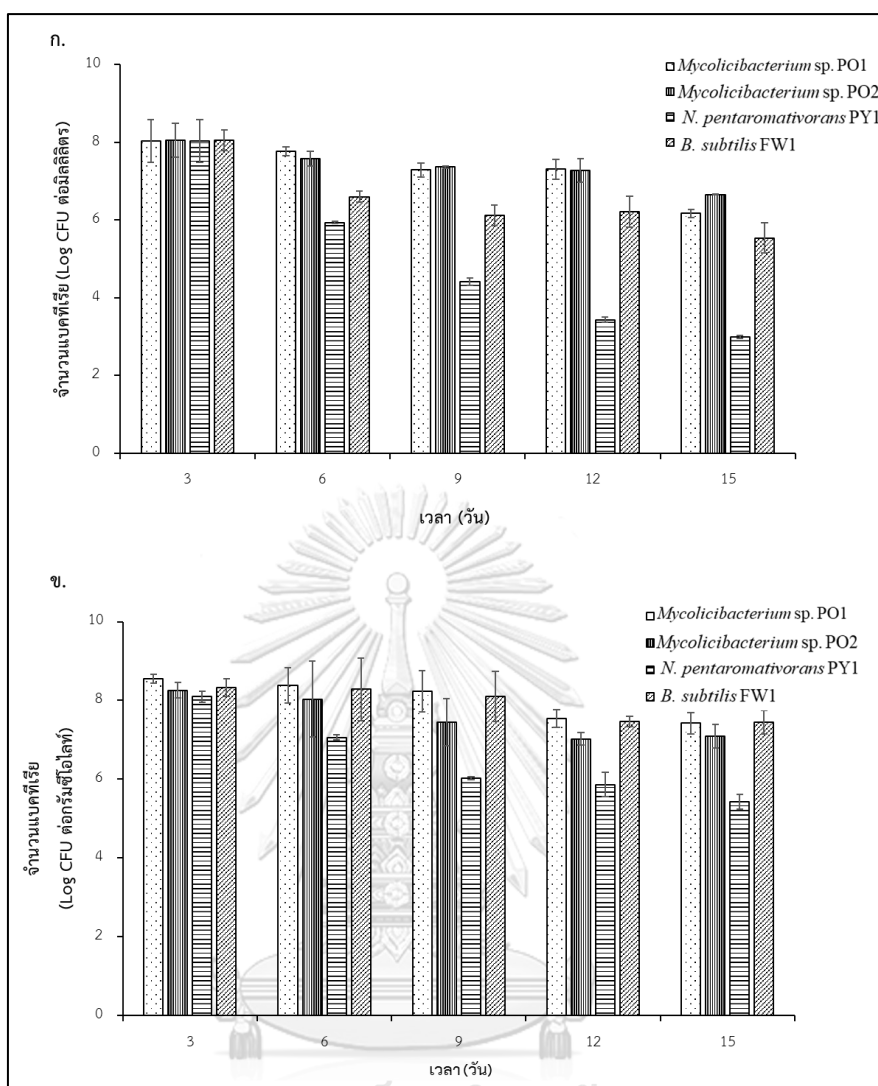 ก.
จำนวนแบคทีเรีย (Log CFU ต่อมิลลิลิตร)
10
8
6
4
2
0
Mycolicibacterium sp. PO1
Mycolicibacterium sp. PO2
N. pentaromativorans PY1
B. subtilis FW1
3 6 9 12 15
เวลา (วัน)
ข.
จำนวนแบคทีเรีย
(Log CFU ต่อกรัมซีโอไลท์)
10
8
6
4
2
0
Mycolicibacterium sp. PO1
Mycolicibacterium sp. PO2
N. pentaromativorans PY1
B. subtilis FW1
3 6 9 12 15
เวลา (วัน)